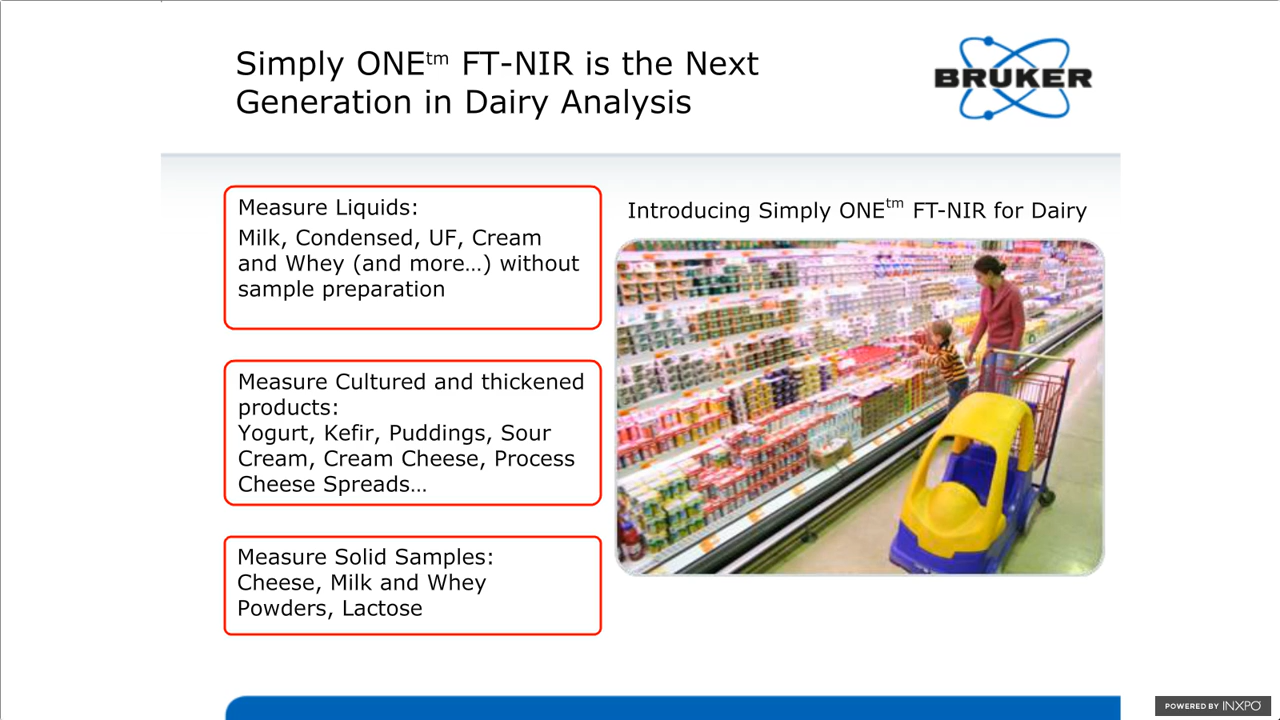 Simply ONEtm FT-NIR is the Next
Generation in Dairy Analysis
BRUKER
Measure Liquids:
Milk, Condensed, UF, Cream
and Whey (and more…) without
sample preparation
Measure Cultured and thickened
products:
Yogurt, Kefir, Puddings, Sour
Cream, Cream Cheese, Process
Cheese Spreads…
Measure Solid Samples:
Cheese, Milk and Whey
Powders, Lactose
Introducing Simply ONEtm FT-NIR for Dairy
POWERED BY INXPO